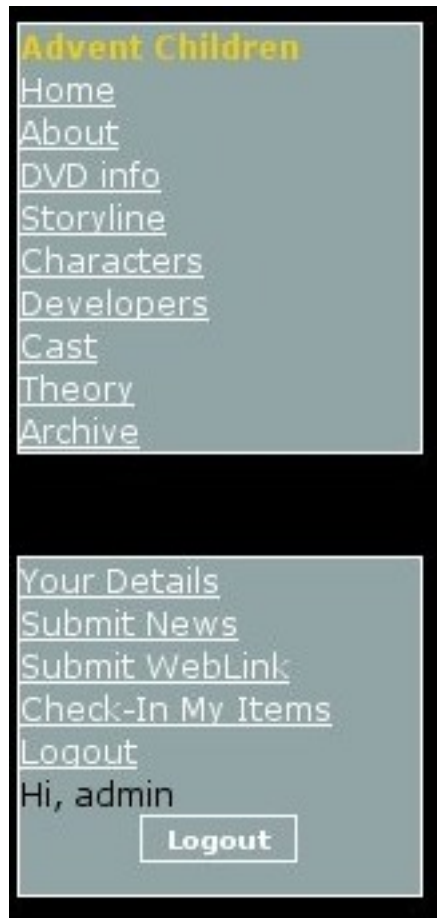 Advent Children
Home
About
DVD info
Storyline
Characters
Developers
Cast
Theory
Archive
Your Details
Submit News
Submit WebLink
Check-In My Items
Logout
Hi, admin
Logout